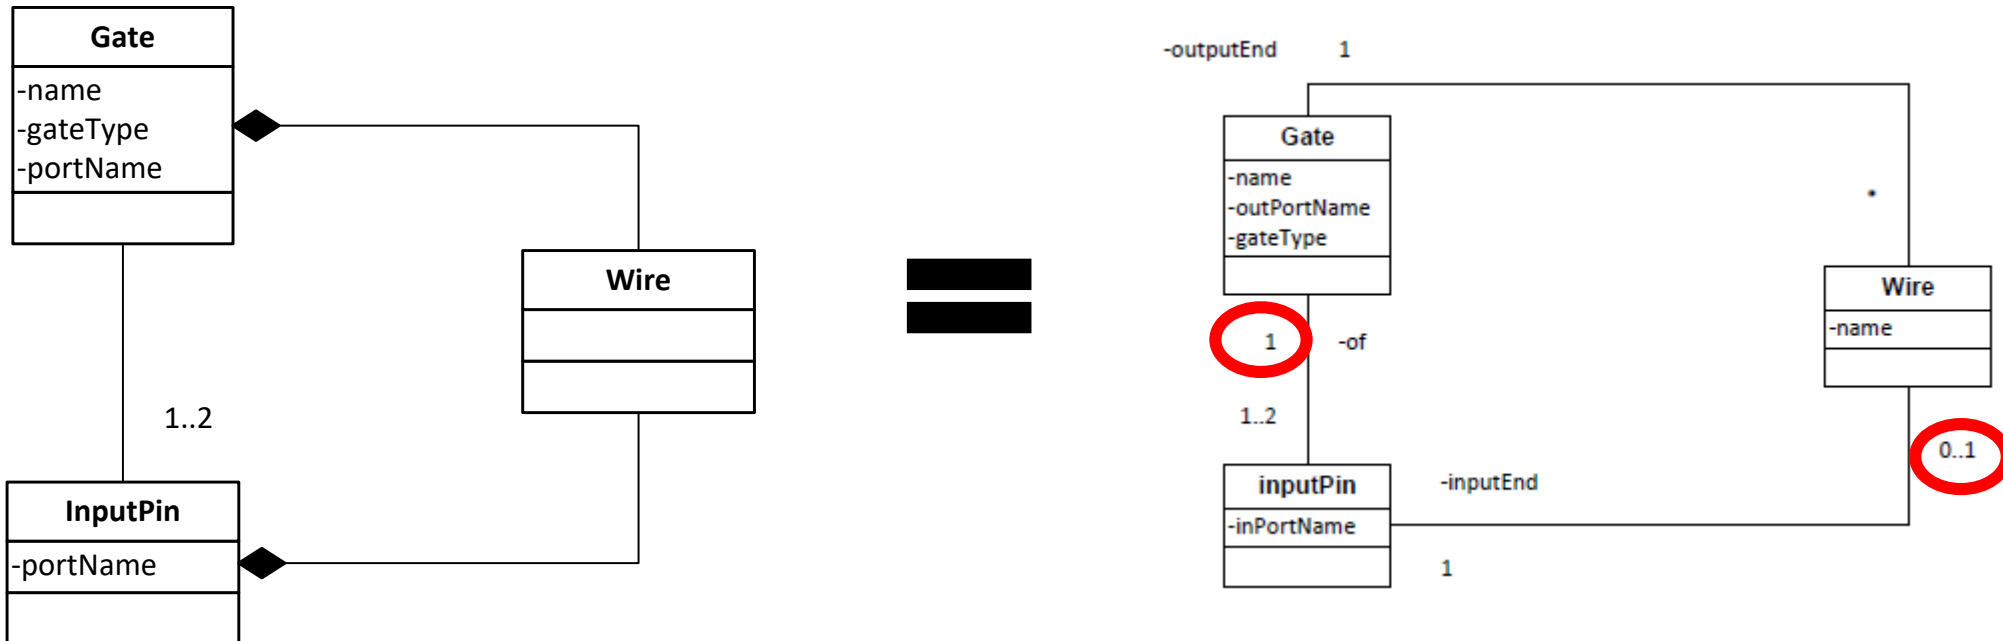 Gate
-name
-gateType
-portName
Wire
1..2
InputPin
-portName
-outputEnd 1
Gate
-name
-outPortName
-gateType
*
Wire
-name
1 -of
1..2
0..1
inputPin
-inPortName
-inputEnd
1